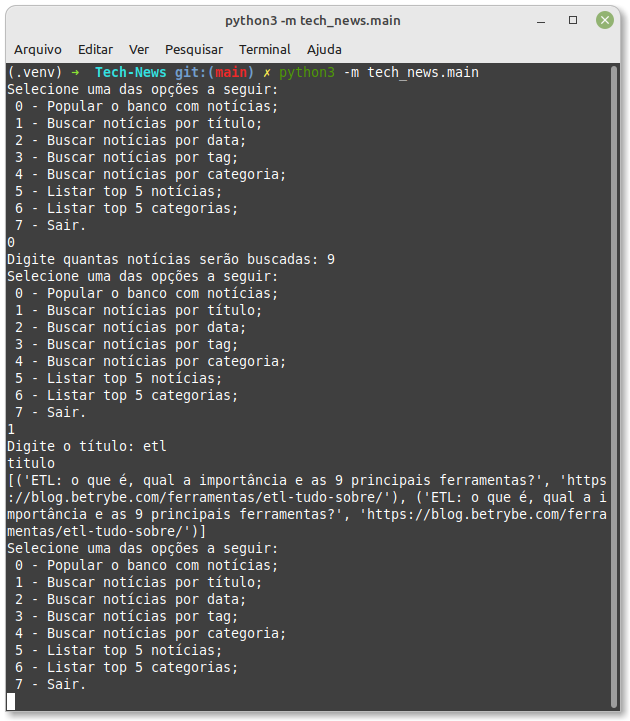 python3 -m tech_news.main
Arquivo Editar Ver Pesquisar Terminal Ajuda
(.venv) ➜  Tech-News git:(main) ✗ python3 -m tech_news.main
Selecione uma das opções a seguir:
 0 - Popular o banco com notícias;
 1 - Buscar notícias por título;
 2 - Buscar notícias por data;
 3 - Buscar notícias por tag;
 4 - Buscar notícias por categoria;
 5 - Listar top 5 notícias;
 6 - Listar top 5 categorias;
 7 - Sair.
0
Digite quantas notícias serão buscadas: 9
Selecione uma das opções a seguir:
 0 - Popular o banco com notícias;
 1 - Buscar notícias por título;
 2 - Buscar notícias por data;
 3 - Buscar notícias por tag;
 4 - Buscar notícias por categoria;
 5 - Listar top 5 notícias;
 6 - Listar top 5 categorias;
 7 - Sair.
1
Digite o título: etl
titulo
[('ETL: o que é, qual a importância e as 9 principais ferramentas?', 'https
://blog.betrybe.com/ferramentas/etl-tudo-sobre/'), ('ETL: o que é, qual a i
mportância e as 9 principais ferramentas?', 'https://blog.betrybe.com/ferra
mentas/etl-tudo-sobre/')]
Selecione uma das opções a seguir:
 0 - Popular o banco com notícias;
 1 - Buscar notícias por título;
 2 - Buscar notícias por data;
 3 - Buscar notícias por tag;
 4 - Buscar notícias por categoria;
 5 - Listar top 5 notícias;
 6 - Listar top 5 categorias;
 7 - Sair.